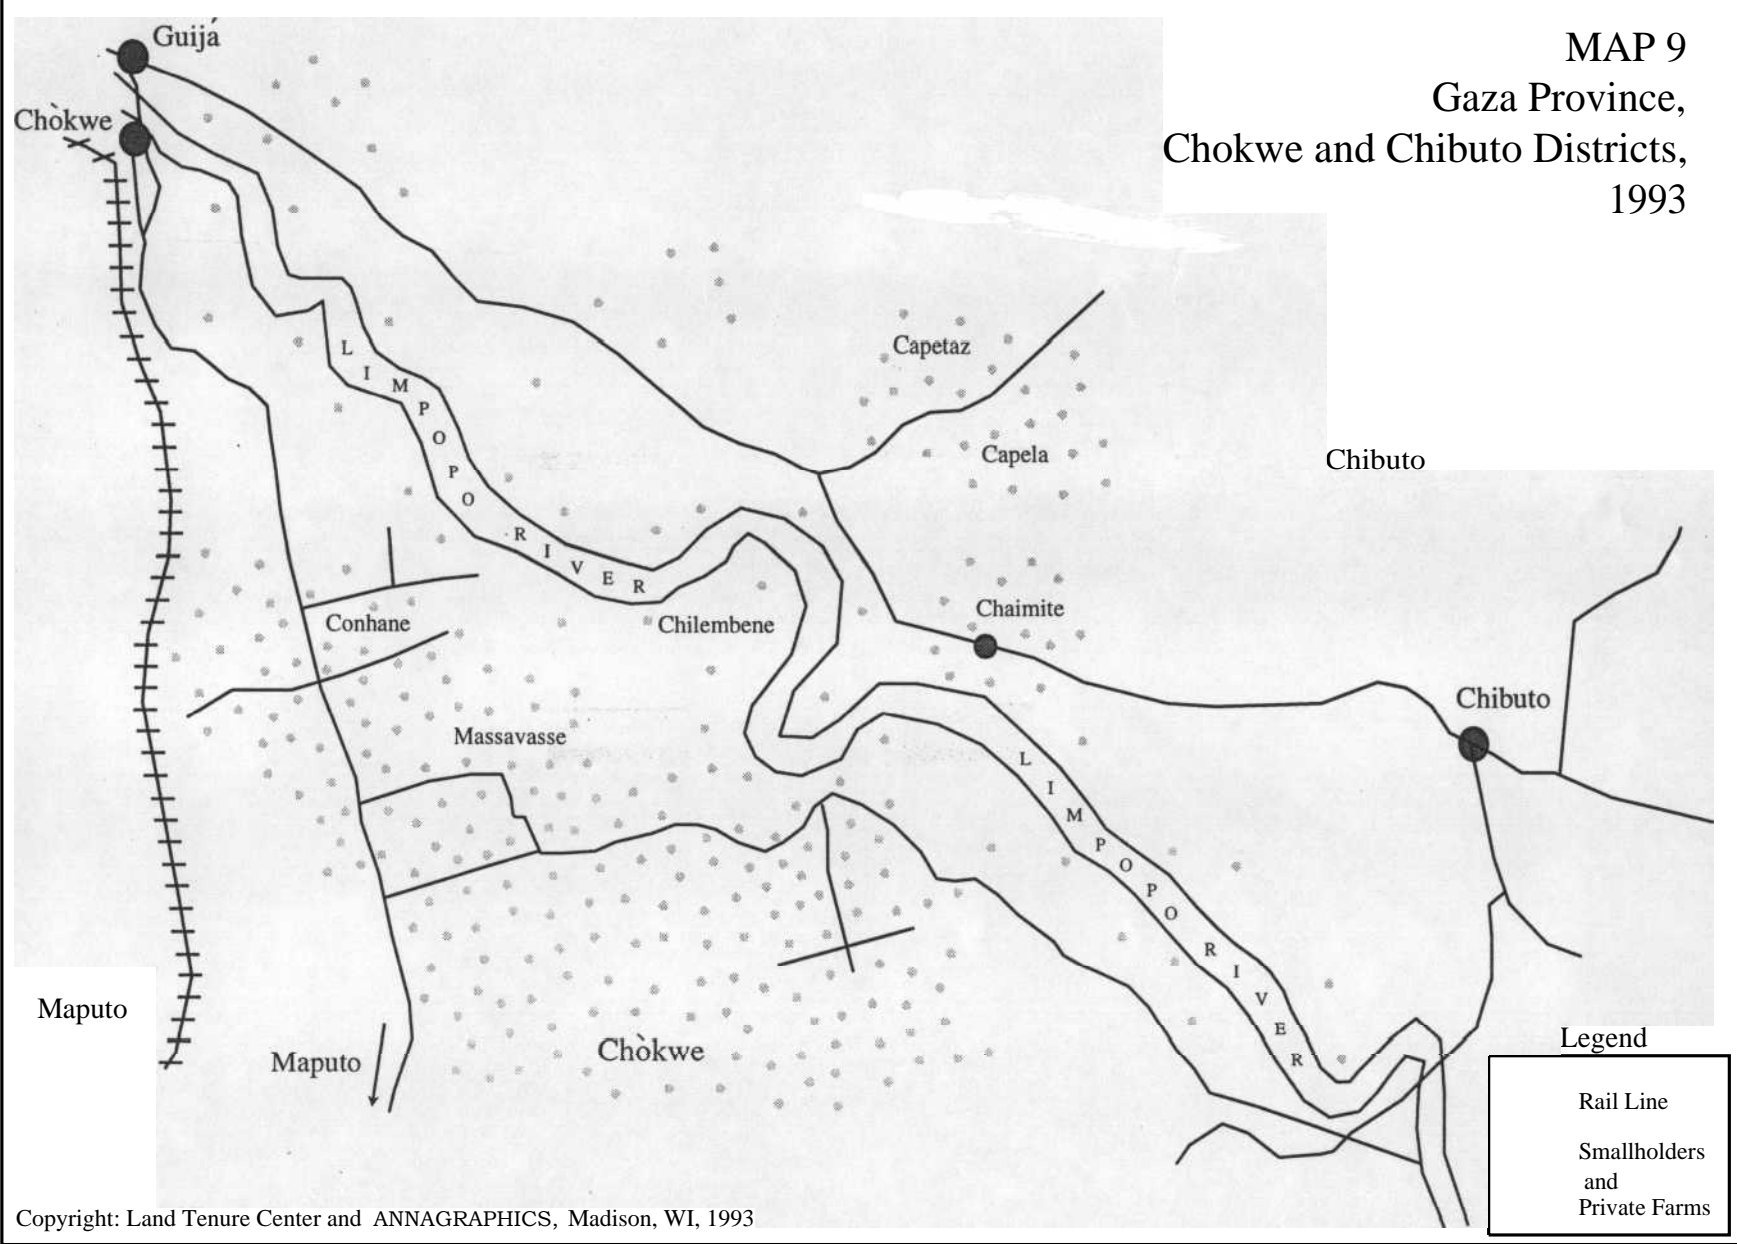 MAP 9
Gaza Province,
Chokwe and Chibuto Districts,
1993
Guijá
Chòkwe
LIMPOPO RIVER
Capetaz
Capela
Chibuto
Conhane
Chilembene
Chaimite
Massavasse
Chibuto
LIMPOPO RIVER
Maputo
Maputo
Chòkwe
Legend
Rail Line
Smallholders
and
Private Farms
Copyright: Land Tenure Center and ANNAGRAPHICS, Madison, WI, 1993